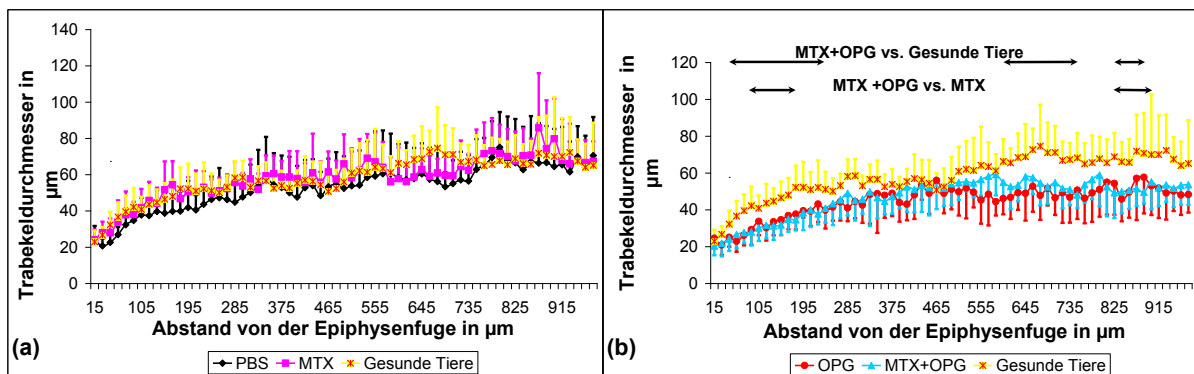 140
120
100
80
60
40
20
0
Trabekeldurchmesser in
µm
15 105 195 285 375 465 555 645 735 825 915
Abstand von der Epiphysenfuge in µm
(a)
PBS MTX Gesunde Tiere
140
120
100
80
60
40
20
0
Trabekeldurchmesser in
µm
MTX+OPG vs. Gesunde Tiere
MTX +OPG vs. MTX
15 105 195 285 375 465 555 645 735 825 915
Abstand von der Epiphysenfuge in µm
(b)
OPG MTX+OPG Gesunde Tiere